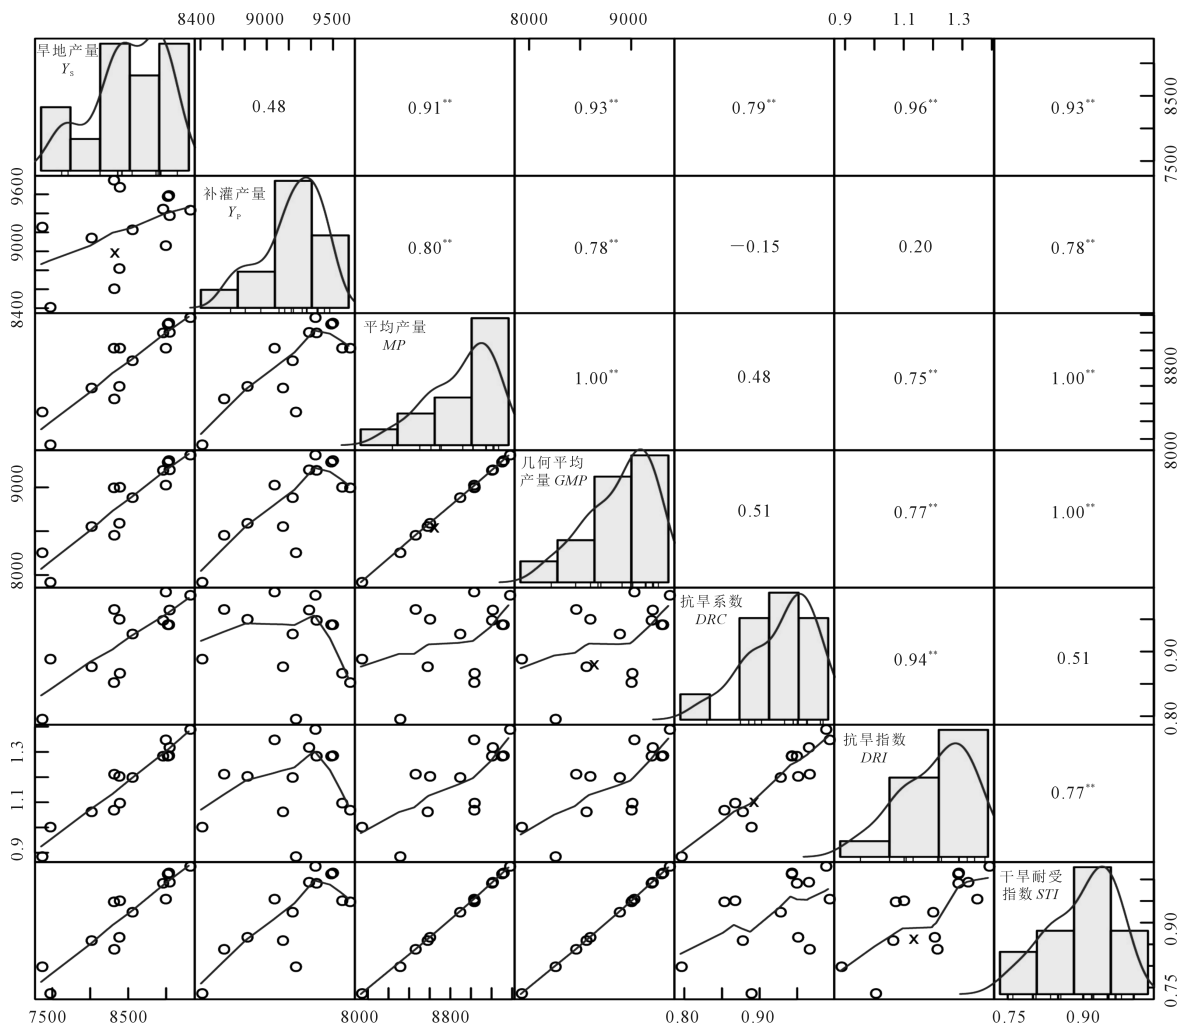 8400 9000 9500 8000 9000 0.9 1.1 1.3
旱地产量
Ys
0.48 0.91** 0.93** 0.79** 0.96** 0.93**
7500 8500
8400 9000 9600
补灌产量
YP
0.80** 0.78** −0.15 0.20 0.78**
平均产量
MP
1.00** 0.48 0.75** 1.00**
8000 8800
8000 9000
几何平均
产量 GMP
0.51 0.77** 1.00**
抗旱系数
DRC
0.94** 0.51
0.80 0.90
0.9 1.1 1.3
抗旱指数
DRI
0.77**
干旱耐受
指数 STI
0.75 0.90
7500 8500 8000 8800 0.80 0.90 0.75 0.90